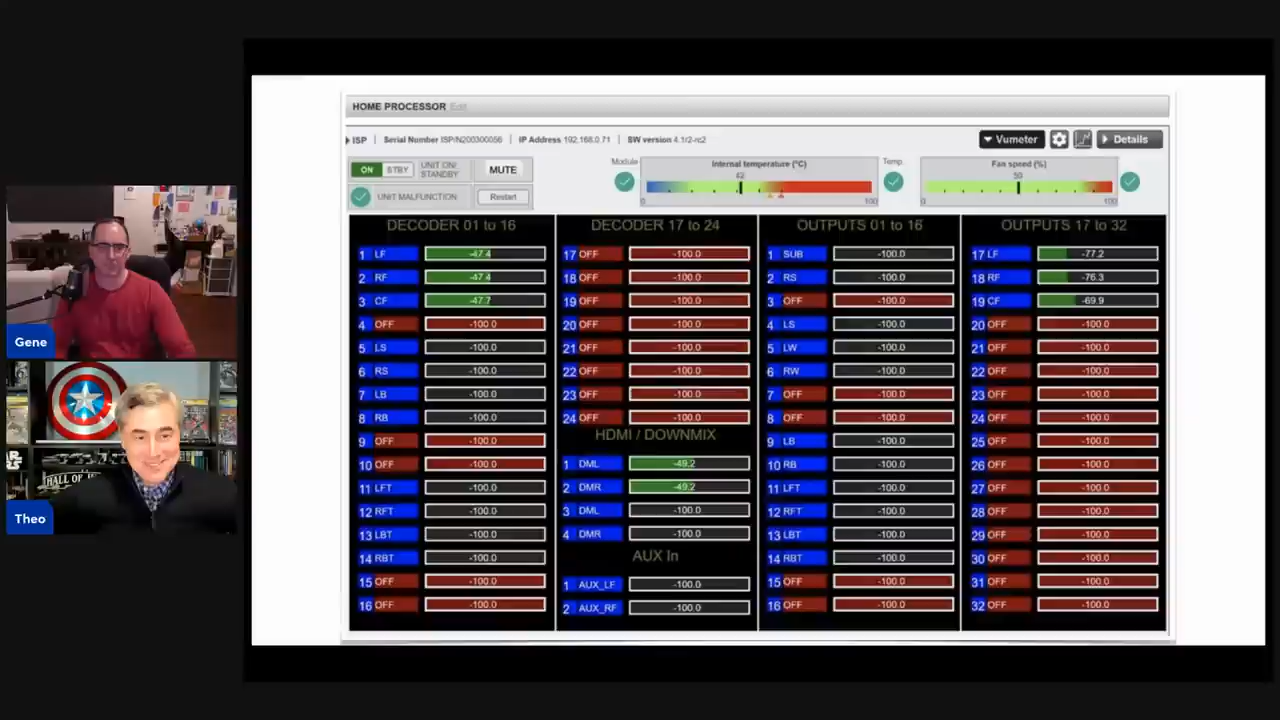 HOME PROCESSOR Edit
ISP | Serial Number ISP/N200300056 | IP Address 192.168.0.71 | SW version 4.1r2-rc2
Vumeter
Details
ON STBY UNIT ON/ STANDBY MUTE
UNIT MALFUNCTION Restart
Module
Internal temperature (°C)
42
0 100
Temp.
Fan speed (%)
50
0 100
DECODER 01 to 16
1 LF -47.4
2 RF -47.4
3 CF -47.7
4 OFF -100.0
5 LS -100.0
6 RS -100.0
7 LB -100.0
8 RB -100.0
9 OFF -100.0
10 OFF -100.0
11 LFT -100.0
12 RFT -100.0
13 LBT -100.0
14 RBT -100.0
15 OFF -100.0
16 OFF -100.0
DECODER 17 to 24
17 OFF -100.0
18 OFF -100.0
19 OFF -100.0
20 OFF -100.0
21 OFF -100.0
22 OFF -100.0
23 OFF -100.0
24 OFF -100.0
HDMI / DOWNMIX
1 DML -49.2
2 DMR -49.2
3 DML -100.0
4 DMR -100.0
AUX In
1 AUX_LF -100.0
2 AUX_RF -100.0
OUTPUTS 01 to 16
1 SUB -100.0
2 RS -100.0
3 OFF -100.0
4 LS -100.0
5 LW -100.0
6 RW -100.0
7 OFF -100.0
8 OFF -100.0
9 LB -100.0
10 RB -100.0
11 LFT -100.0
12 RFT -100.0
13 LBT -100.0
14 RBT -100.0
15 OFF -100.0
16 OFF -100.0
OUTPUTS 17 to 32
17 LF -77.2
18 RF -76.3
19 CF -69.9
20 OFF -100.0
21 OFF -100.0
22 OFF -100.0
23 OFF -100.0
24 OFF -100.0
25 OFF -100.0
26 OFF -100.0
27 OFF -100.0
28 OFF -100.0
29 OFF -100.0
30 OFF -100.0
31 OFF -100.0
32 OFF -100.0
Gene
HALL OF
Theo